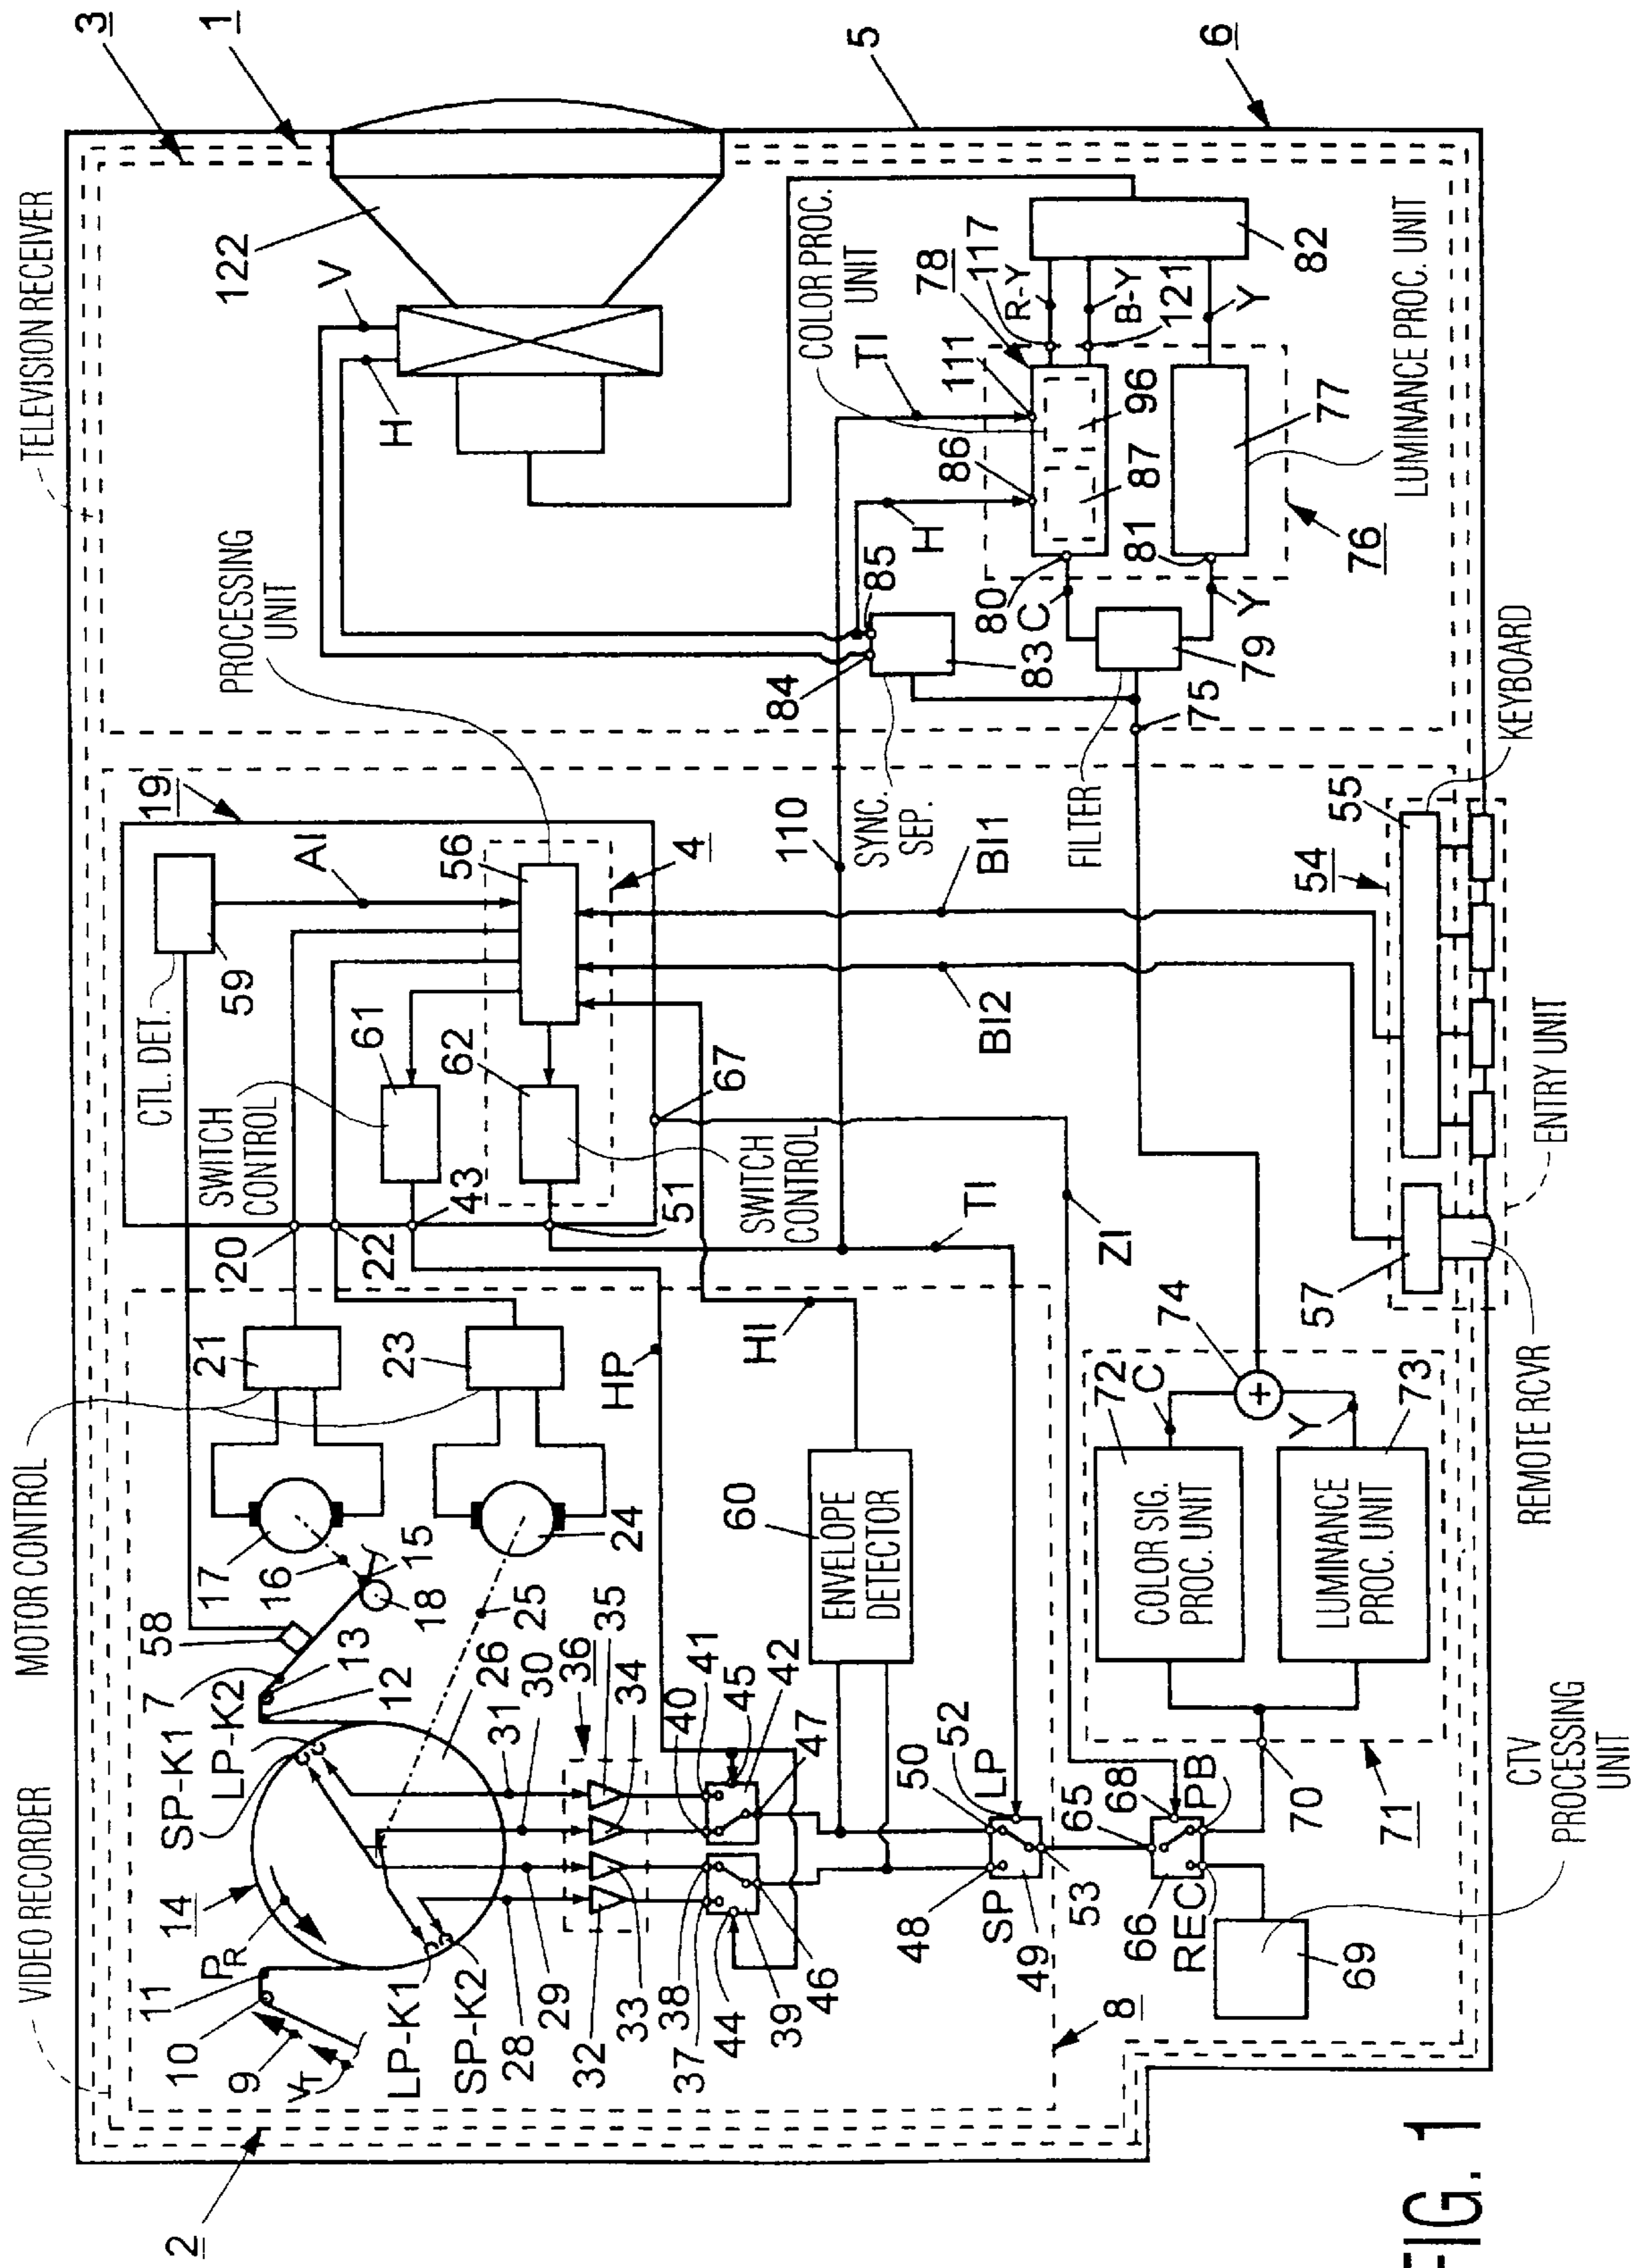 TELEVISION RECEIVER
3
1
5
6
122
V
H
COLOR PROC.
UNIT
TI
78
117
R-Y
B-Y
121
Y
82
LUMINANCE PROC. UNIT
111
86
96
87
77
H
76
85
80
C
81
Y
84
83
79
75
PROCESSING
UNIT
KEYBOARD
19
AI
56
4
110
SYNC.
SEP.
FILTER
BI1
54
55
CTL. DET.
59
61
62
BI2
67
SWITCH
CONTROL
SWITCH
CONTROL
ENTRY UNIT
20
22
43
51
TI
ZI
57
MOTOR CONTROL
21
23
HP
HI
74
72
C
Y
73
REMOTE RCVR
17
16
15
18
24
60
ENVELOPE
DETECTOR
COLOR SIG.
PROC. UNIT
LUMINANCE
PROC. UNIT
58
7
13
12
25
26
30
31
35
36
34
41
45
42
40
47
VIDEO RECORDER
SP-K1
LP-K2
14
PR
11
10
9
VT
LP-K1
SP-K2
28
29
32
33
38
37
44
39
46
50
52
LP
48
SP
49
53
65
68
PB
66
REC
70
71
69
CTV
PROCESSING
UNIT
8
2
FIG. 1